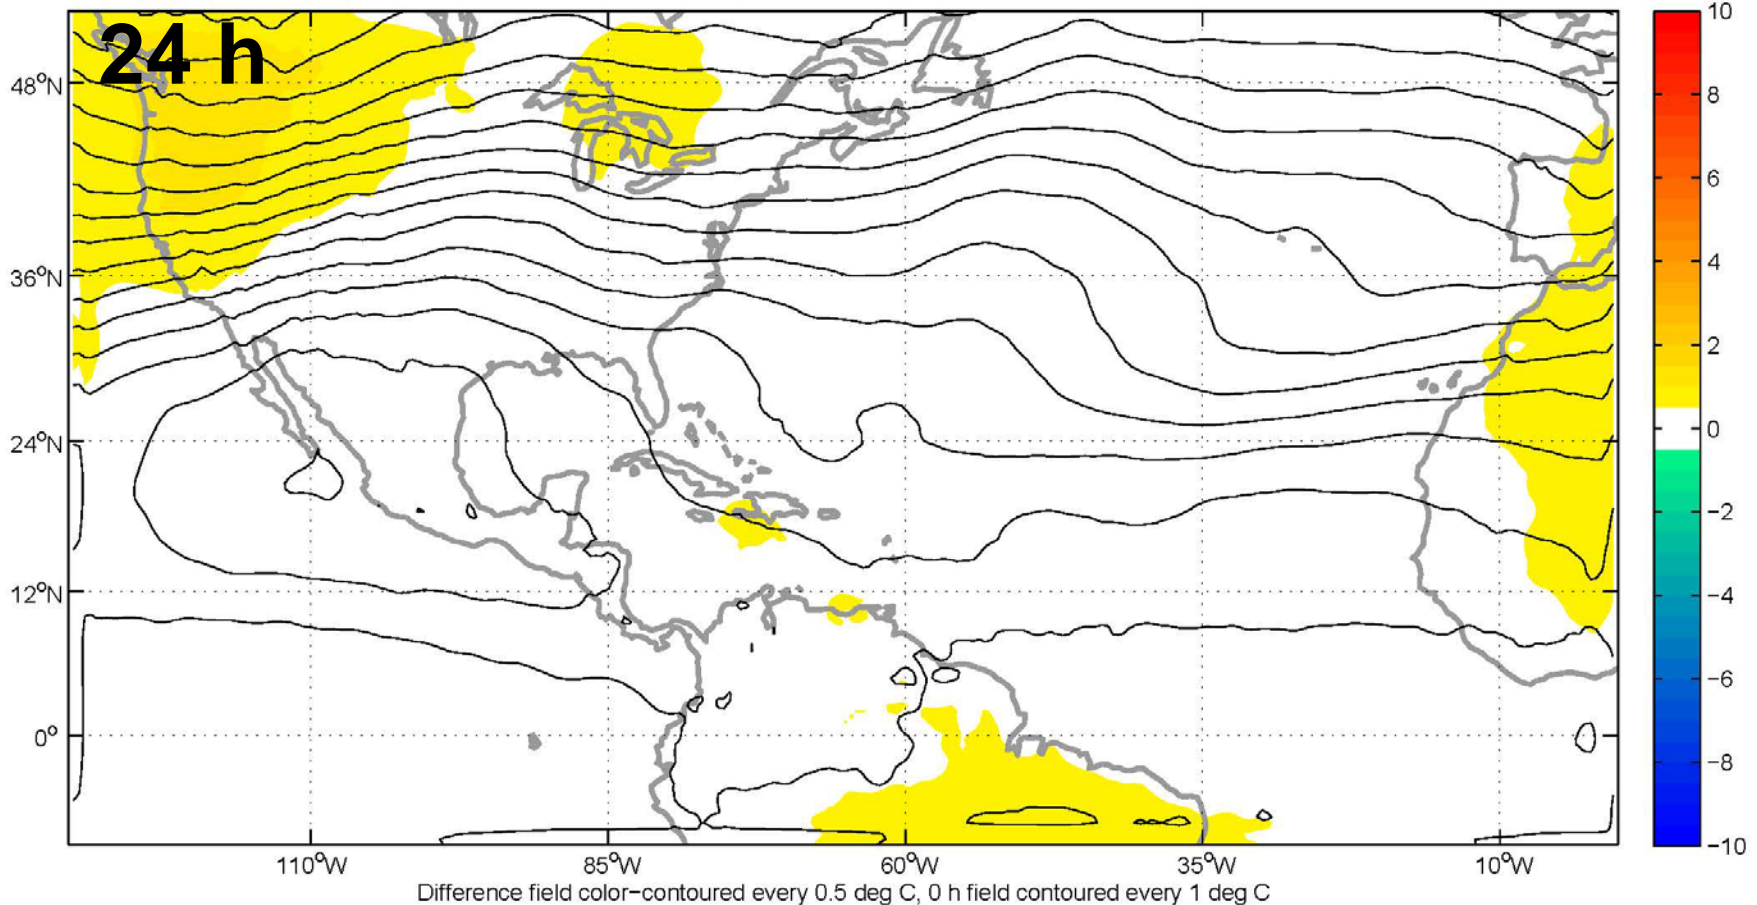 24 h
48°N
36°N
24°N
12°N
0°
110°W
85°W
60°W
35°W
10°W
10
8
6
4
2
0
−2
−4
−6
−8
−10
Difference field color−contoured every 0.5 deg C, 0 h field contoured every 1 deg C